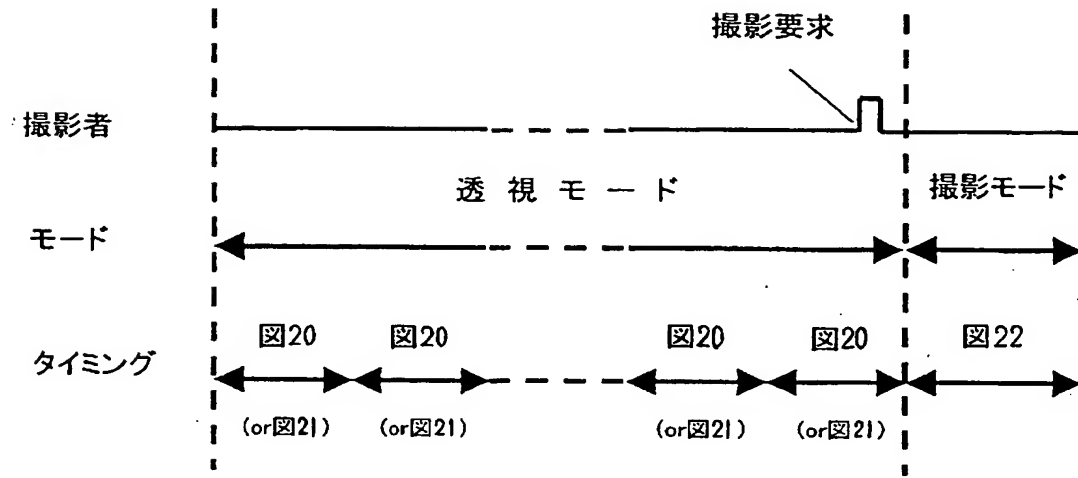 撮影要求
撮影者
透視モード 撮影モード
モード
図20 図20 図20 図20 図22
タイミング
(or図21) (or図21) (or図21) (or図21)